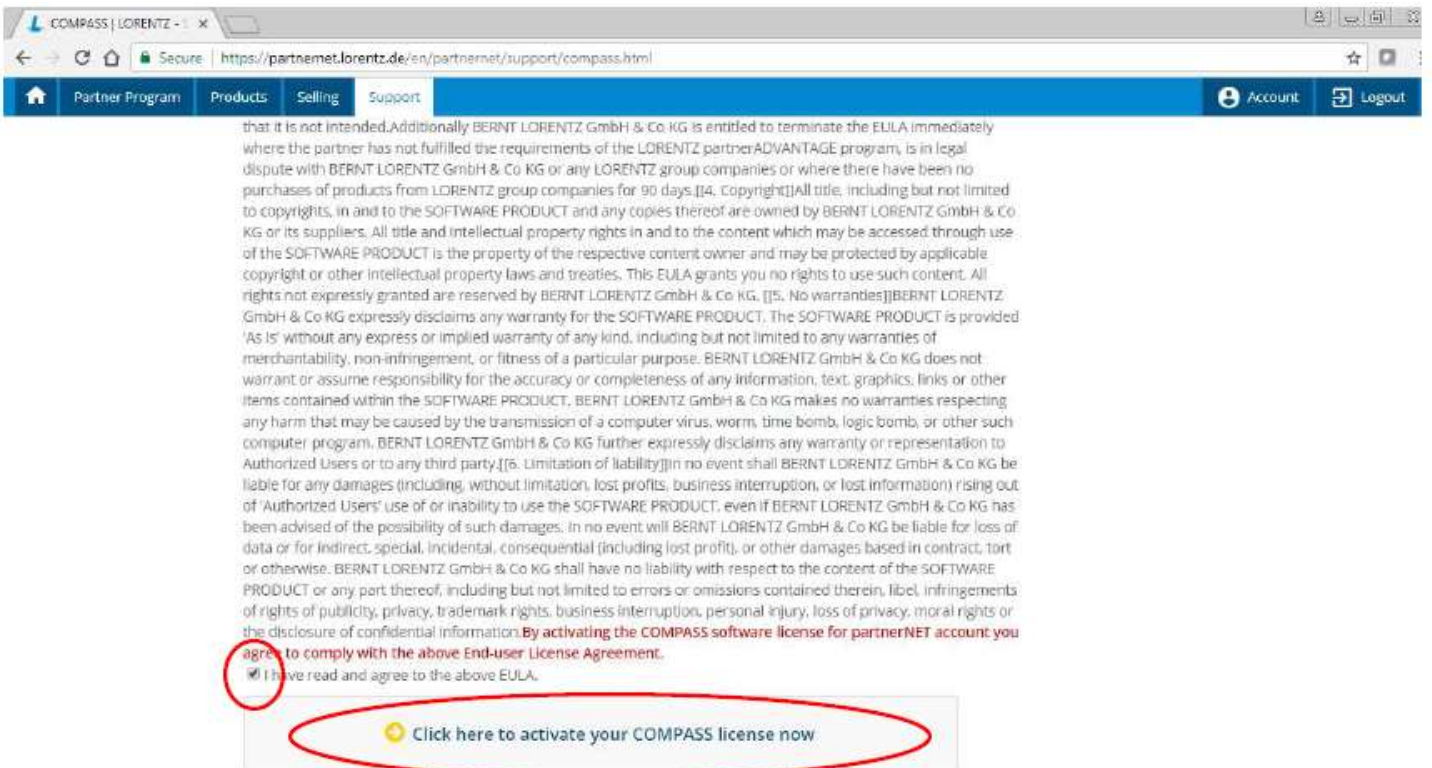 COMPASS | LORENTZ -
Secure https://partnernet.lorentz.de/en/partnernet/support/compass.html
Partner Program Products Selling Support Account Logout
that it is not intended.Additionally BERNT LORENTZ GmbH & Co KG is entitled to terminate the EULA immediately
where the partner has not fulfilled the requirements of the LORENTZ partnerADVANTAGE program, is in legal
dispute with BERNT LORENTZ GmbH & Co KG or any LORENTZ group companies or where there have been no
purchases of products from LORENTZ group companies for 90 days.[[4. Copyright]]All title, including but not limited
to copyrights, in and to the SOFTWARE PRODUCT and any copies thereof are owned by BERNT LORENTZ GmbH & Co
KG or its suppliers. All title and intellectual property rights in and to the content which may be accessed through use
of the SOFTWARE PRODUCT is the property of the respective content owner and may be protected by applicable
copyright or other intellectual property laws and treaties. This EULA grants you no rights to use such content. All
rights not expressly granted are reserved by BERNT LORENTZ GmbH & Co KG. [[5. No warranties]]BERNT LORENTZ
GmbH & Co KG expressly disclaims any warranty for the SOFTWARE PRODUCT. The SOFTWARE PRODUCT is provided
'As Is' without any express or implied warranty of any kind, including but not limited to any warranties of
merchantability, non-infringement, or fitness of a particular purpose. BERNT LORENTZ GmbH & Co KG does not
warrant or assume responsibility for the accuracy or completeness of any information, text, graphics, links or other
items contained within the SOFTWARE PRODUCT. BERNT LORENTZ GmbH & Co KG makes no warranties respecting
any harm that may be caused by the transmission of a computer virus, worm, time bomb, logic bomb, or other such
computer program. BERNT LORENTZ GmbH & Co KG further expressly disclaims any warranty or representation to
Authorized Users or to any third party.[[6. Limitation of liability]]In no event shall BERNT LORENTZ GmbH & Co KG be
liable for any damages (including, without limitation, lost profits, business interruption, or lost information) rising out
of 'Authorized Users' use of or inability to use the SOFTWARE PRODUCT, even if BERNT LORENTZ GmbH & Co KG has
been advised of the possibility of such damages. In no event will BERNT LORENTZ GmbH & Co KG be liable for loss of
data or for indirect, special, incidental, consequential (including lost profit), or other damages based in contract, tort
or otherwise. BERNT LORENTZ GmbH & Co KG shall have no liability with respect to the content of the SOFTWARE
PRODUCT or any part thereof, including but not limited to errors or omissions contained therein, libel, infringements
of rights of publicity, privacy, trademark rights, business interruption, personal injury, loss of privacy, moral rights or
the disclosure of confidential information.By activating the COMPASS software license for partnerNET account you
agree to comply with the above End-user License Agreement.
I have read and agree to the above EULA.
Click here to activate your COMPASS license now